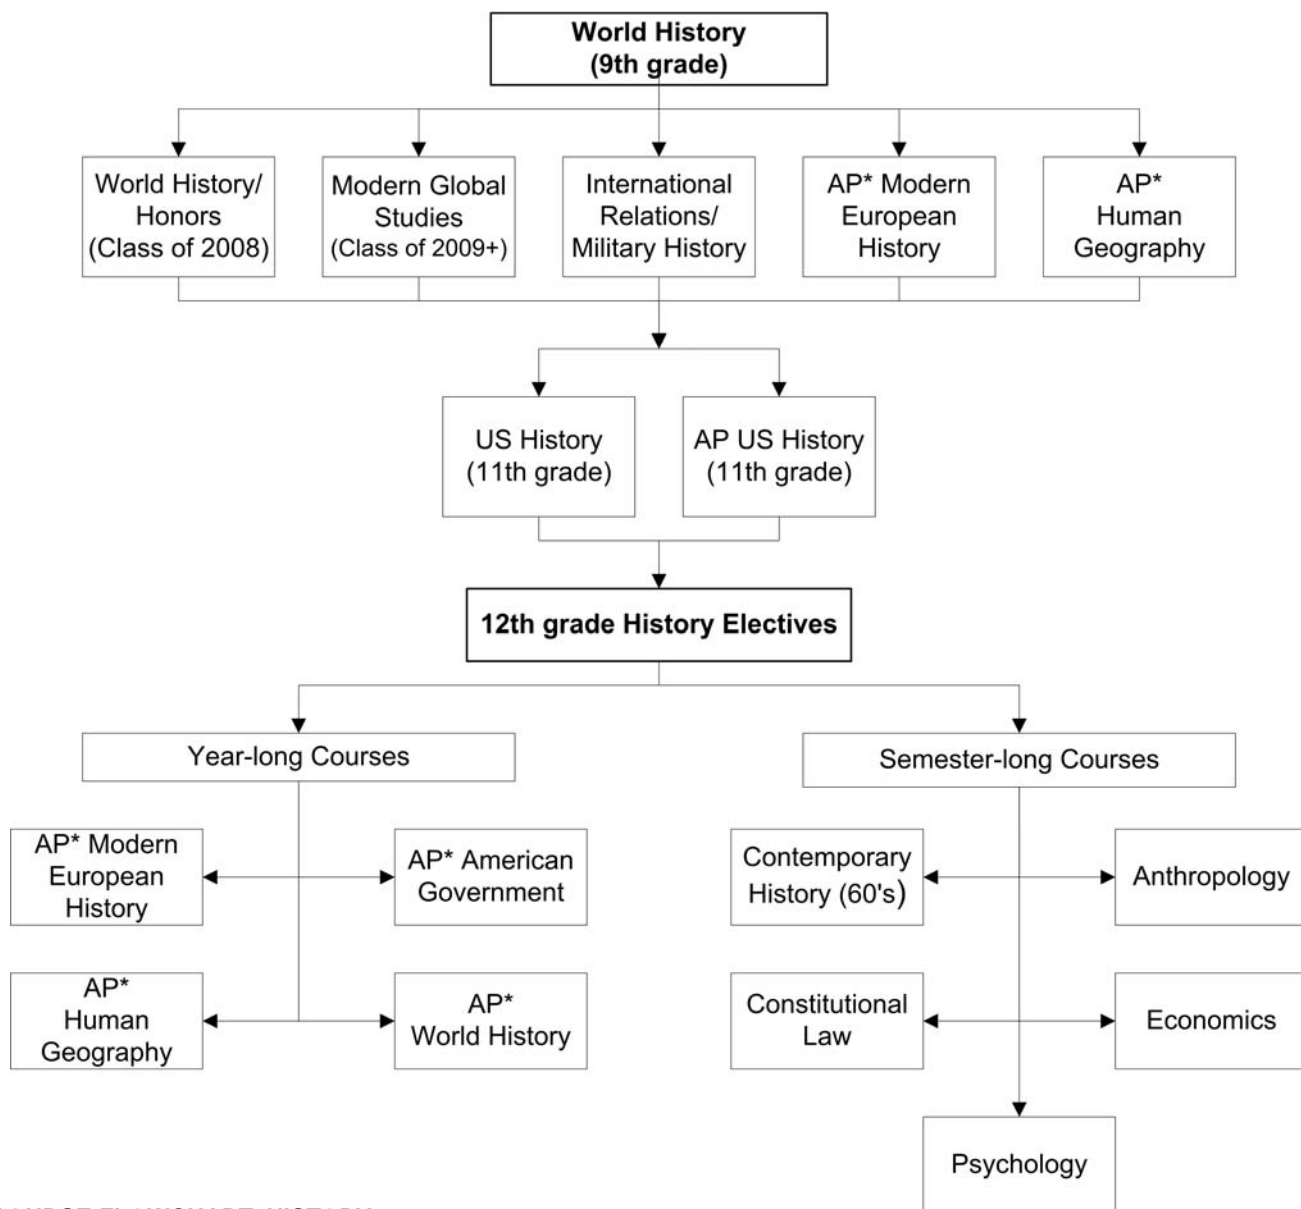 World History
(9th grade)
World History/
Honors
(Class of 2008)
Modern Global
Studies
(Class of 2009+)
International
Relations/
Military History
AP* Modern
European
History
AP*
Human
Geography
US History
(11th grade)
AP US History
(11th grade)
12th grade History Electives
Year-long Courses
Semester-long Courses
AP* Modern
European
History
AP* American
Government
Contemporary
History (60's)
Anthropology
AP*
Human
Geography
AP*
World History
Constitutional
Law
Economics
Psychology